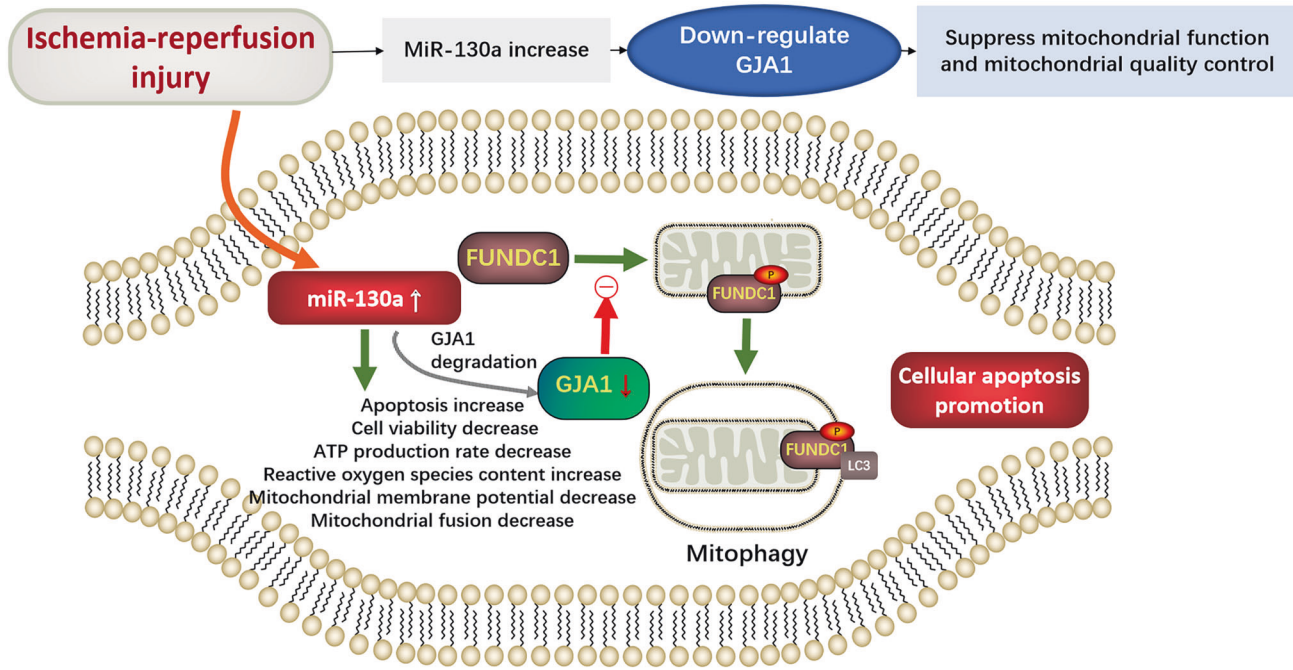 Ischemia-reperfusion
injury
MiR-130a increase
Down-regulate
GJA1
Suppress mitochondrial function
and mitochondrial quality control
FUNDC1
P
FUNDC1
miR-130a ↑
GJA1
degradation
GJA1 ↓
Apoptosis increase
Cell viability decrease
ATP production rate decrease
Reactive oxygen species content increase
Mitochondrial membrane potential decrease
Mitochondrial fusion decrease
P
FUNDC1
LC3
Mitophagy
Cellular apoptosis
promotion